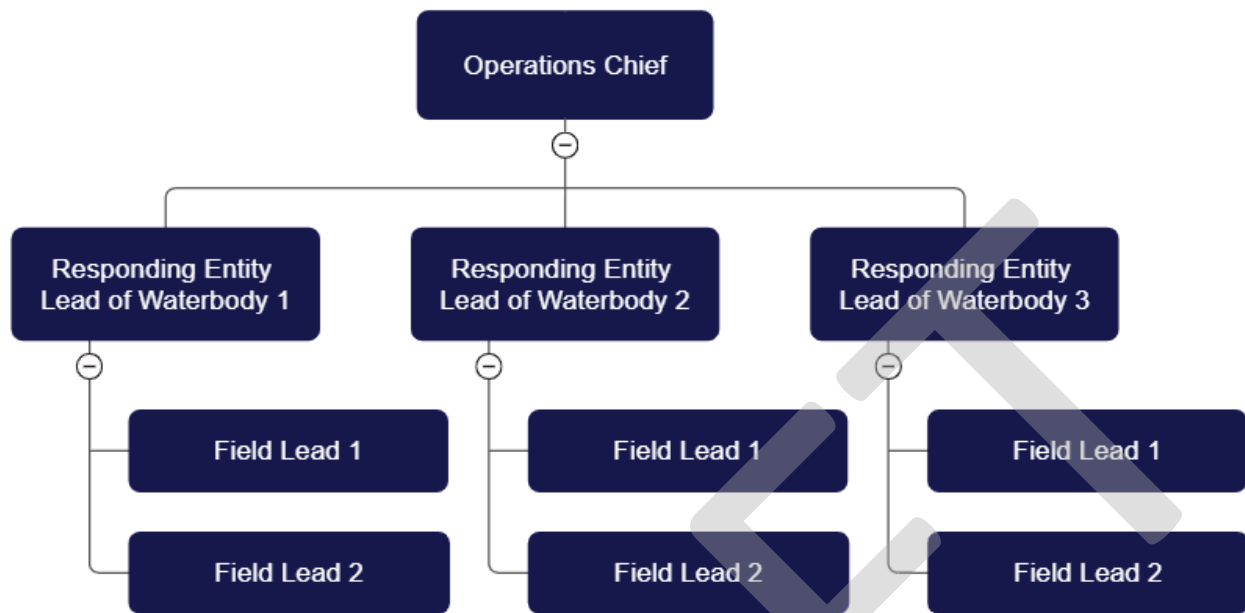 Operations Chief
Responding Entity
Lead of Waterbody 1
Responding Entity
Lead of Waterbody 2
Responding Entity
Lead of Waterbody 3
Field Lead 1
Field Lead 1
Field Lead 1
Field Lead 2
Field Lead 2
Field Lead 2